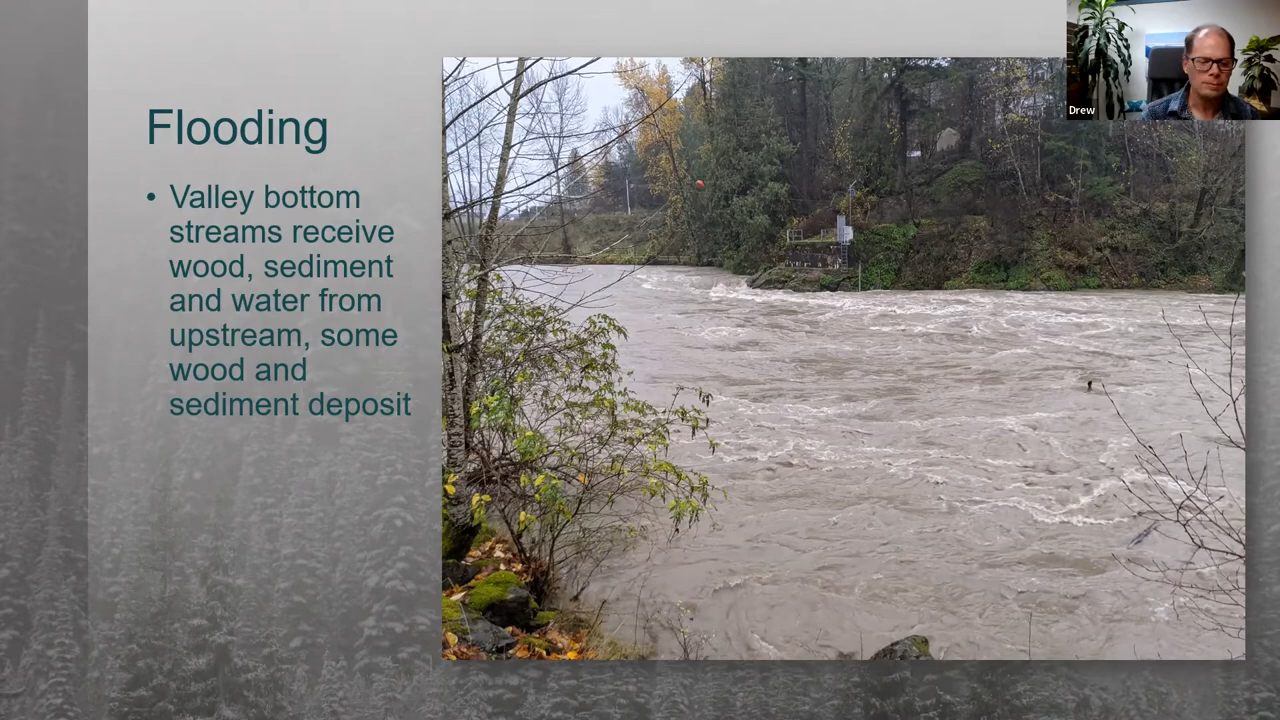 Flooding
• Valley bottom
streams receive
wood, sediment
and water from
upstream, some
wood and
sediment deposit
Drew